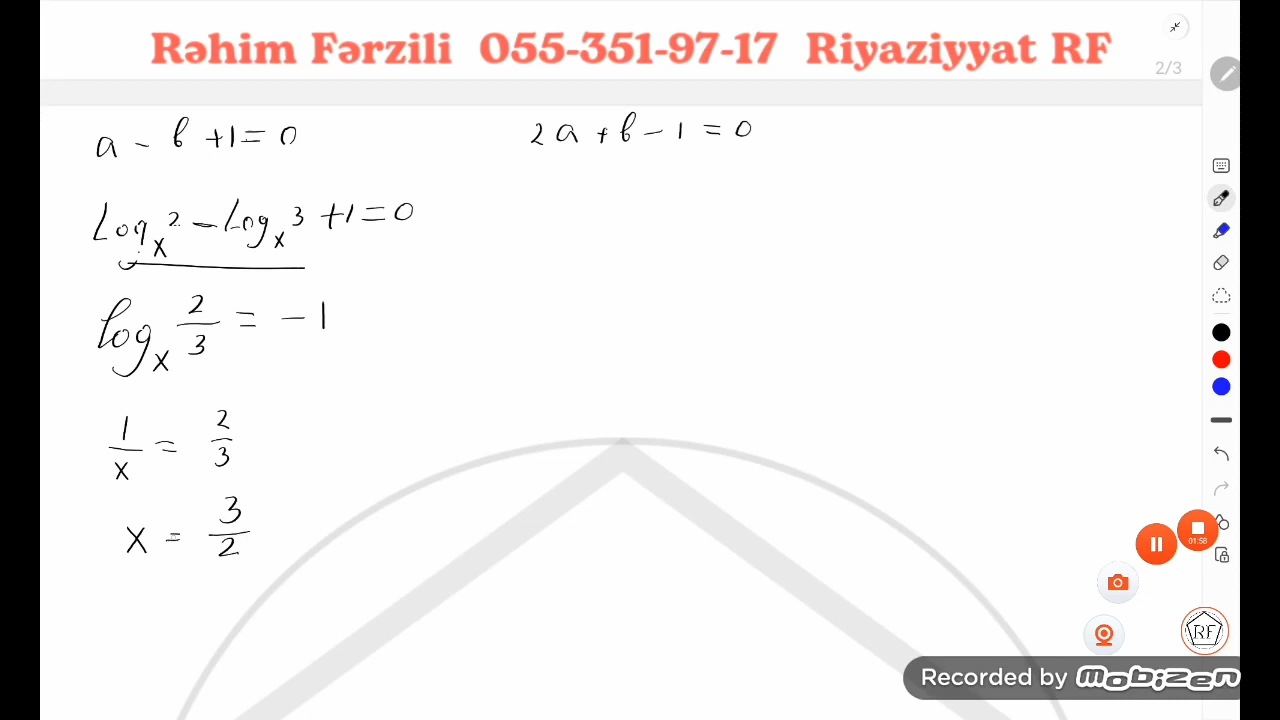 Rəhim Fərzili 055-351-97-17 Riyaziyyat RF
2/3
a - b + 1 = 0
2a + b - 1 = 0
Log_x 2 - Log_x 3 + 1 = 0
log_x 2/3 = -1
1/x = 2/3
x = 3/2
01:58
RF
Recorded by mobizen